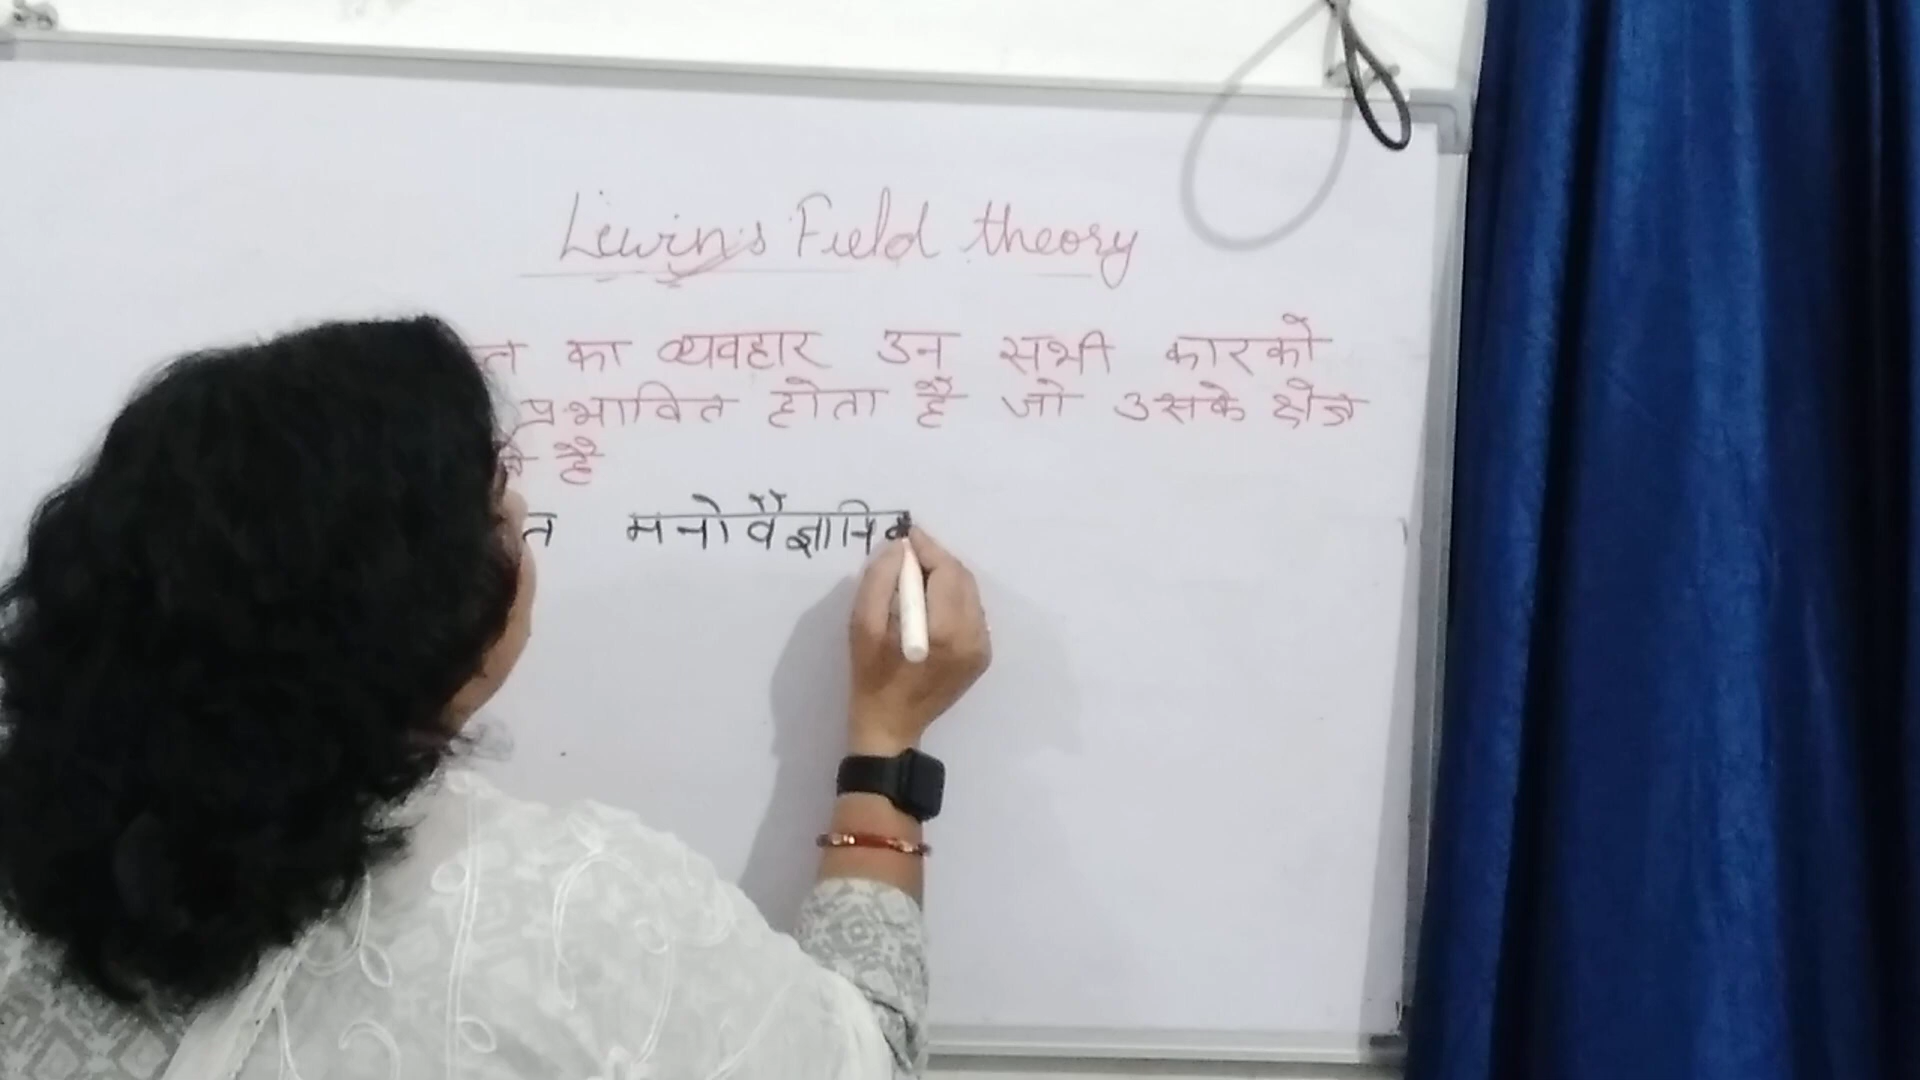 Lewin's Field theory
का व्यवहार उन सभी कारको
प्रभावित होता है जो उसके क्षेत्र
है
मनोवैज्ञानिक